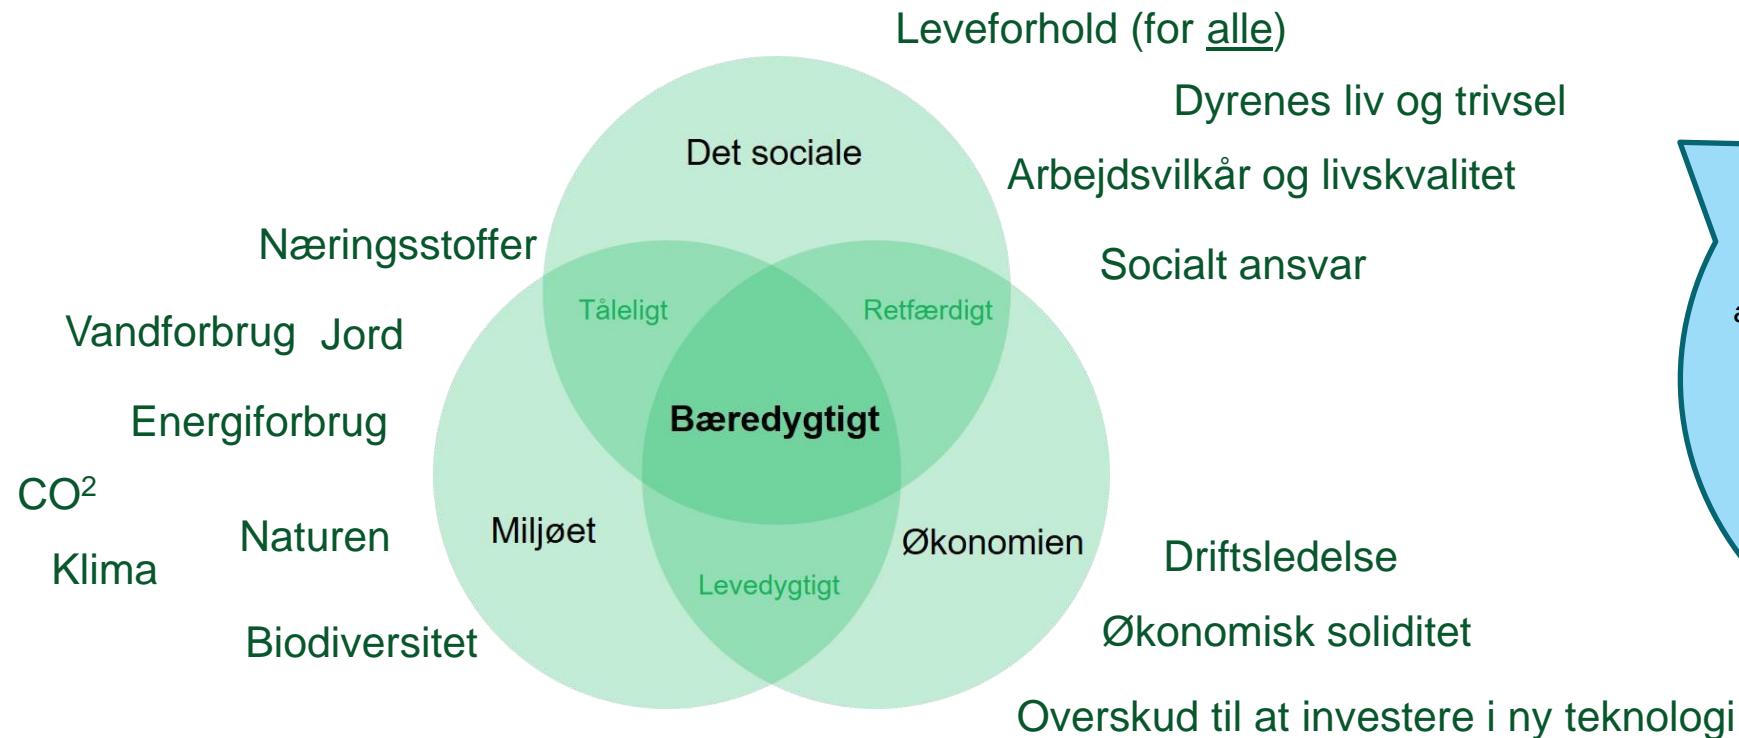 Leveforhold (for alle)
Dyrenes liv og trivsel
Det sociale
Arbejdsvilkår og livskvalitet
Næringsstoffer
Socialt ansvar
Tåleligt
Retfærdigt
Vandforbrug
Jord
Energiforbrug
Bæredygtigt
CO²
Naturen
Miljøet
Økonomien
Driftsledelse
Klima
Levedygtigt
Biodiversitet
Økonomisk soliditet
Overskud til at investere i ny teknologi